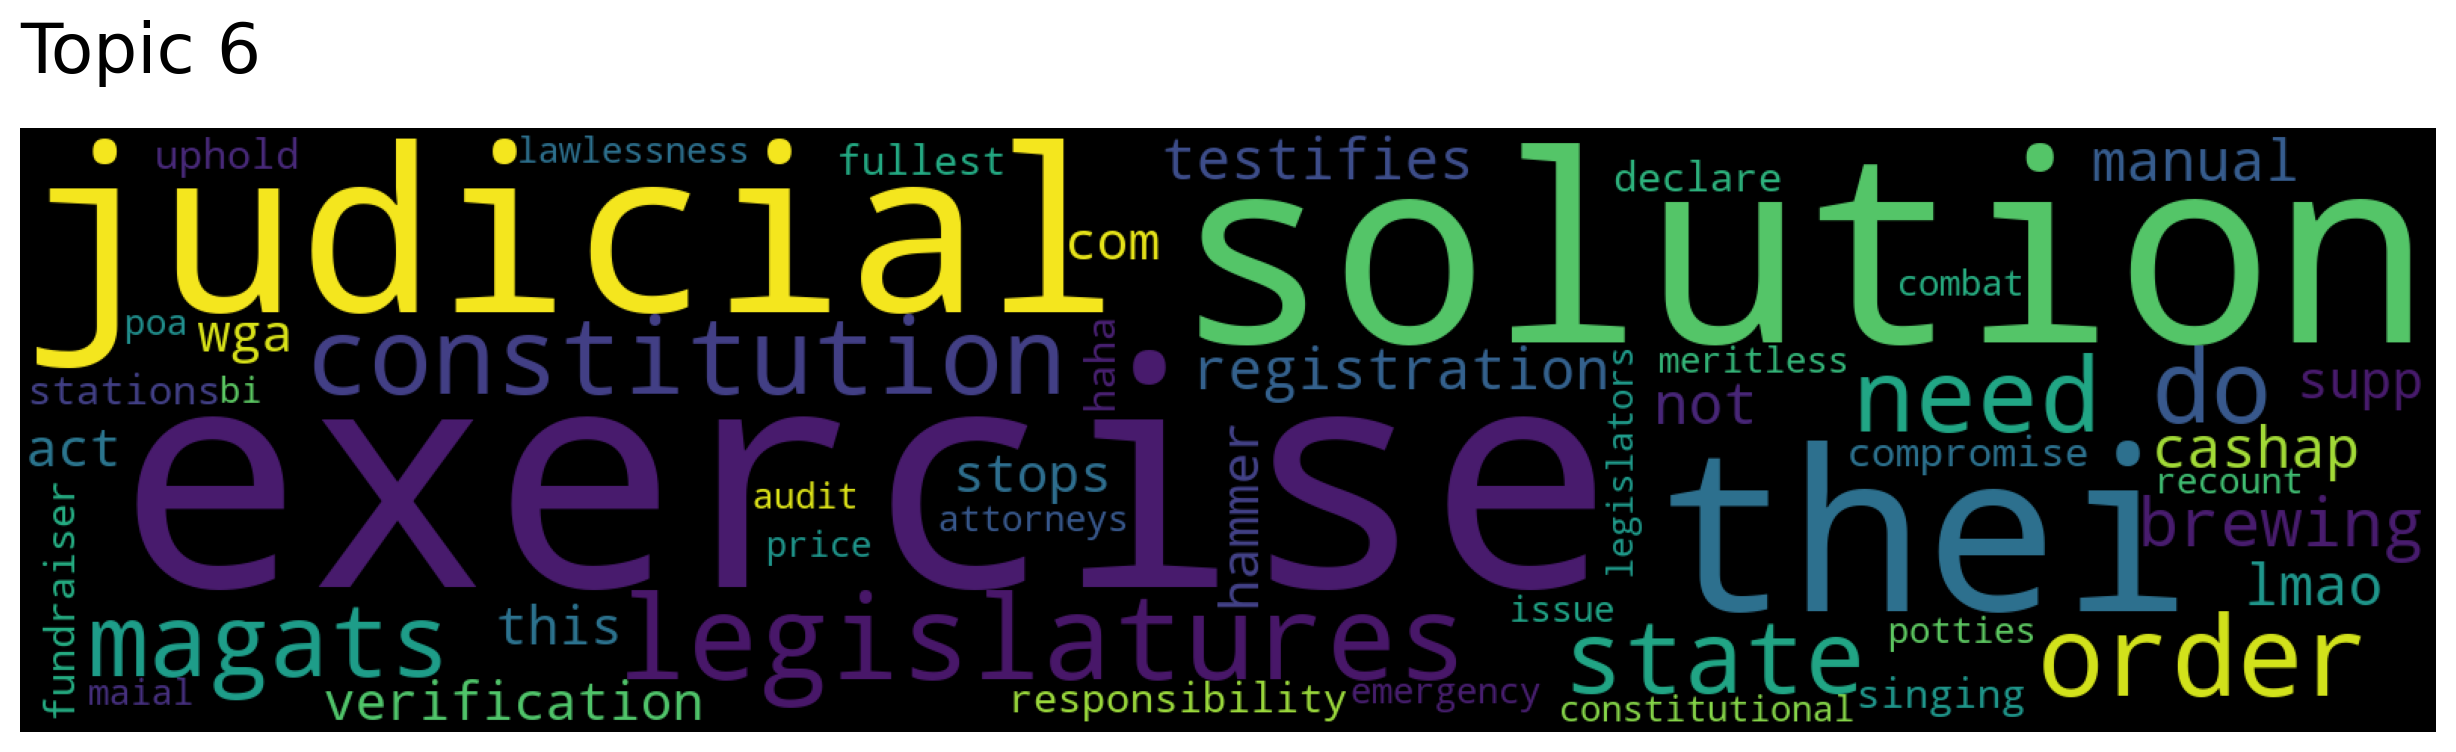 Topic 6
uphold
lawlessness
fullest
testifies
declare
manual
judicial
com
solution
combat
poa
wga
constitution
haha
registration
legislators
meritless
need
do
supp
stations
bi
not
act
exercise
stops
hammer
compromise
cashap
audit
attorneys
thei
recount
brewing
price
fundraiser
magats
this
legislatures
issue
state
potties
order
lmao
maial
verification
responsibility
emergency
constitutional
singing